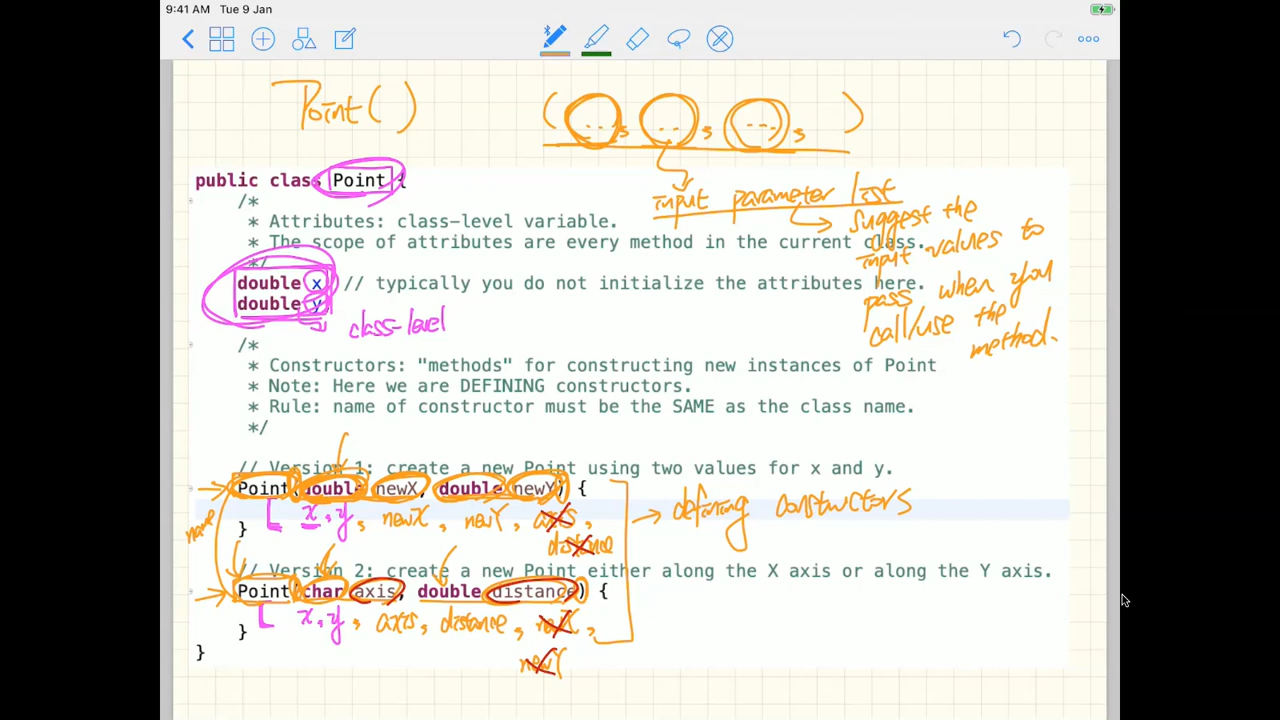 9:41 AM Tue 9 Jan
Point( )
( ..., ..., ..., )
input parameter list
suggest the
input values to
pass when you
call/use the
method.
public class Point {
/*
* Attributes: class-level variable.
* The scope of attributes are every method in the current class.
*/
double x // typically you do not initialize the attributes here.
double y
class-level
/*
* Constructors: "methods" for constructing new instances of Point
* Note: Here we are DEFINING constructors.
* Rule: name of constructor must be the SAME as the class name.
*/
// Version 1: create a new Point using two values for x and y.
Point(double newX, double newY) {
x, y, newX, newY, axis,
distance
}
name
defining constructors
// Version 2: create a new Point either along the X axis or along the Y axis.
Point(char axis, double distance) {
x, y, axis, distance, newX,
newY
}
}